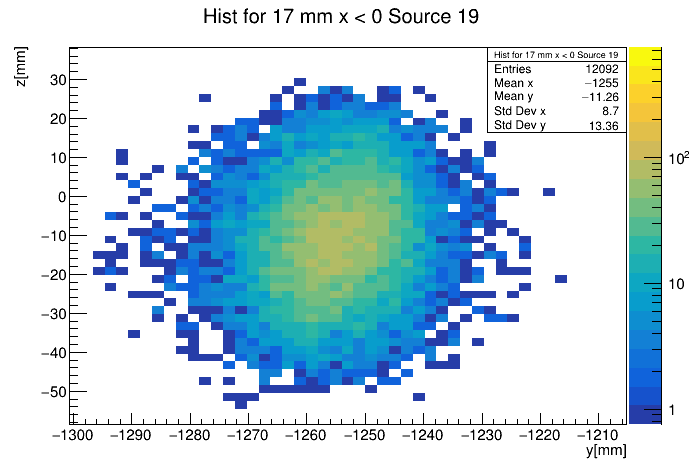 Hist for 17 mm x < 0 Source 19
z[mm]
Hist for 17 mm x < 0 Source 19
Entries 12092
Mean x −1255
Mean y −11.26
Std Dev x 8.7
Std Dev y 13.36
30
20
10
0
−10
−20
−30
−40
−50
10²
10
1
−1300 −1290 −1280 −1270 −1260 −1250 −1240 −1230 −1220 −1210
y[mm]